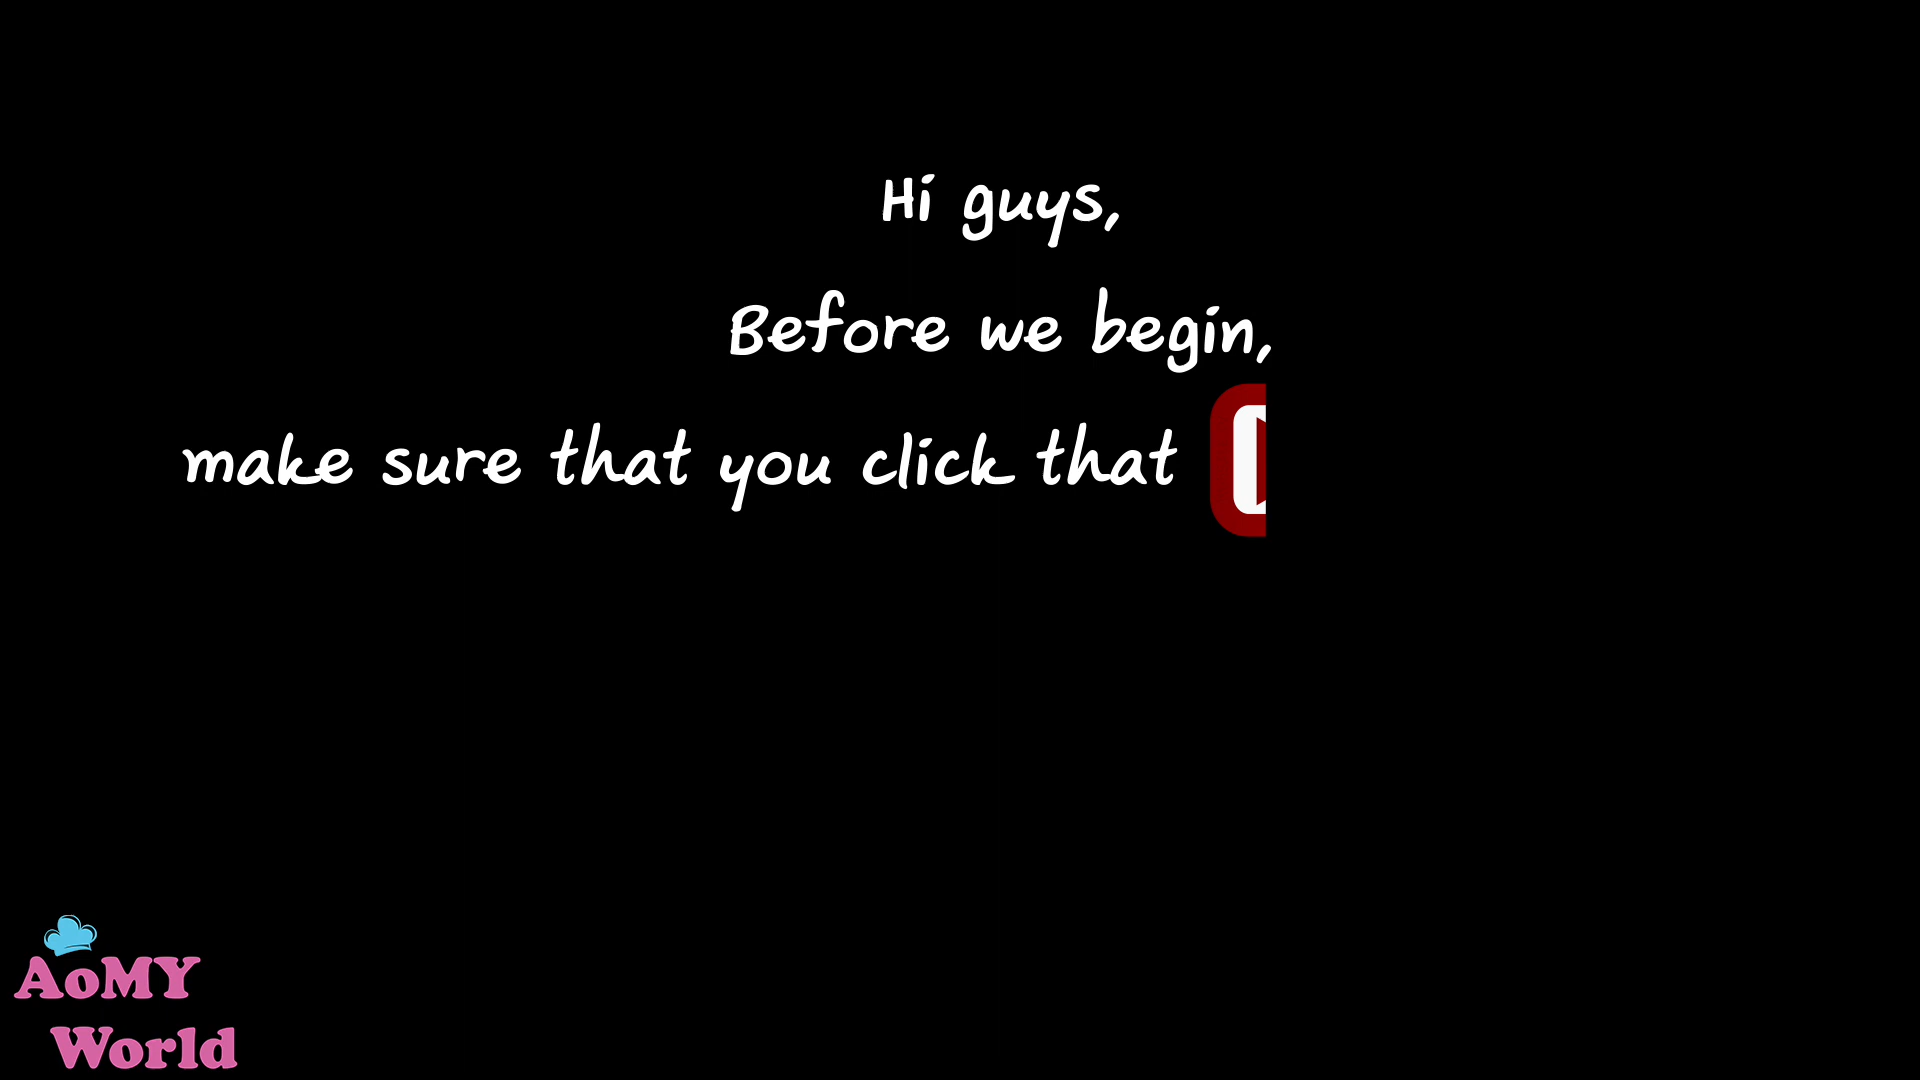 Hi guys,
Before we begin,
make sure that you click that
AoMY
World